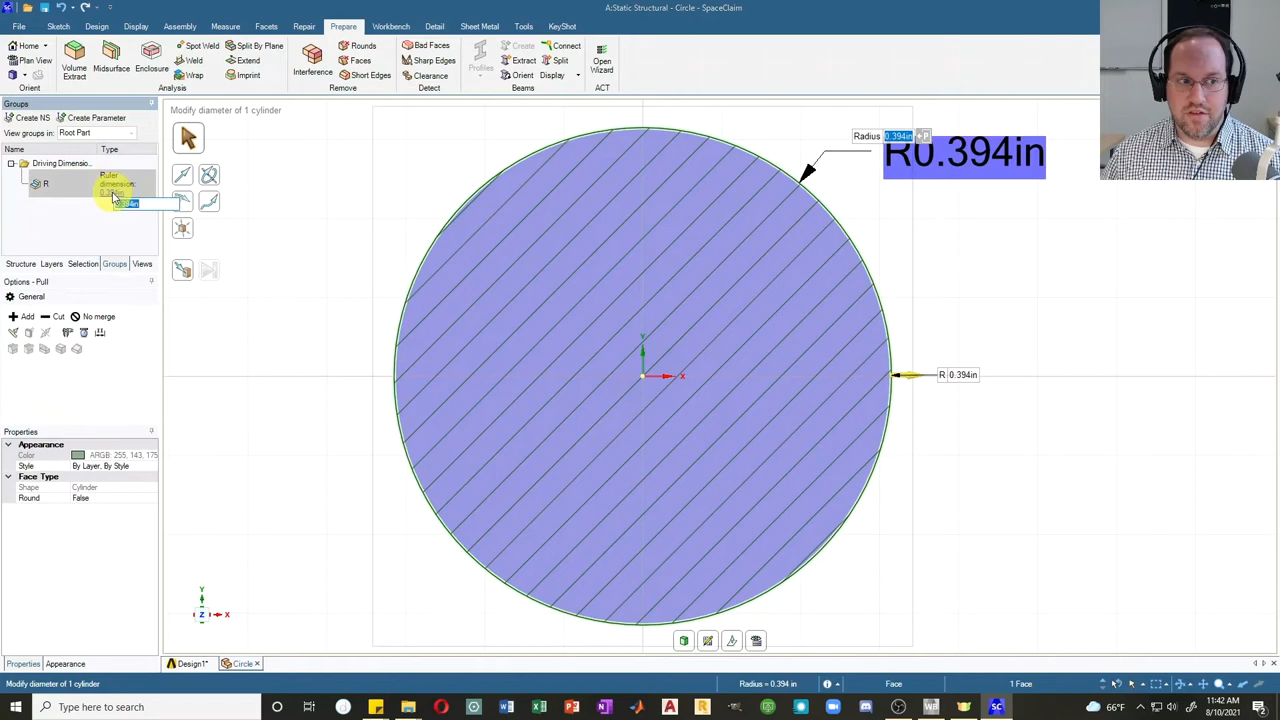 A:Static Structural - Circle - SpaceClaim
File Sketch Design Display Assembly Measure Facets Repair Prepare Workbench Detail Sheet Metal Tools KeyShot
Home
Plan View
Orient
Volume Extract
Midsurface
Enclosure
Spot Weld
Weld
Wrap
Split By Plane
Extend
Imprint
Analysis
Interference
Rounds
Faces
Short Edges
Remove
Bad Faces
Sharp Edges
Clearance
Detect
Profiles
Create
Extract
Orient
Connect
Split
Display
Beams
Open Wizard
ACT
Groups
Create NS Create Parameter
View groups in: Root Part
Name Type
Driving Dimensio...
R
Ruler dimension:
Structure Layers Selection Groups Views
Options - Pull
General
Add Cut No merge
Properties
Appearance
Color ARGB: 255, 143, 175
Style By Layer, By Style
Face Type
Shape Cylinder
Round False
Properties Appearance
Modify diameter of 1 cylinder
Radius 0.394in
R0.394in
R 0.394in
Y
X
Y
Z X
Design1* Circle
Modify diameter of 1 cylinder Radius = 0.394 in Face 1 Face
Type here to search
66°F
11:42 AM
8/10/2021